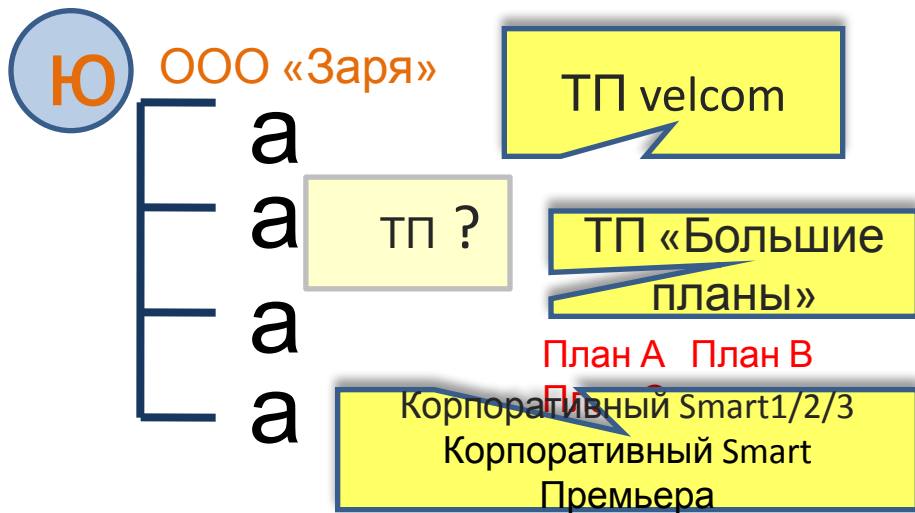 ю
ООО «Заря»
ТП velcom
а
а
ТП ?
ТП «Большие
планы»
а
План А План В
Корпоративный Smart1/2/3
а
Корпоративный Smart
Премьера